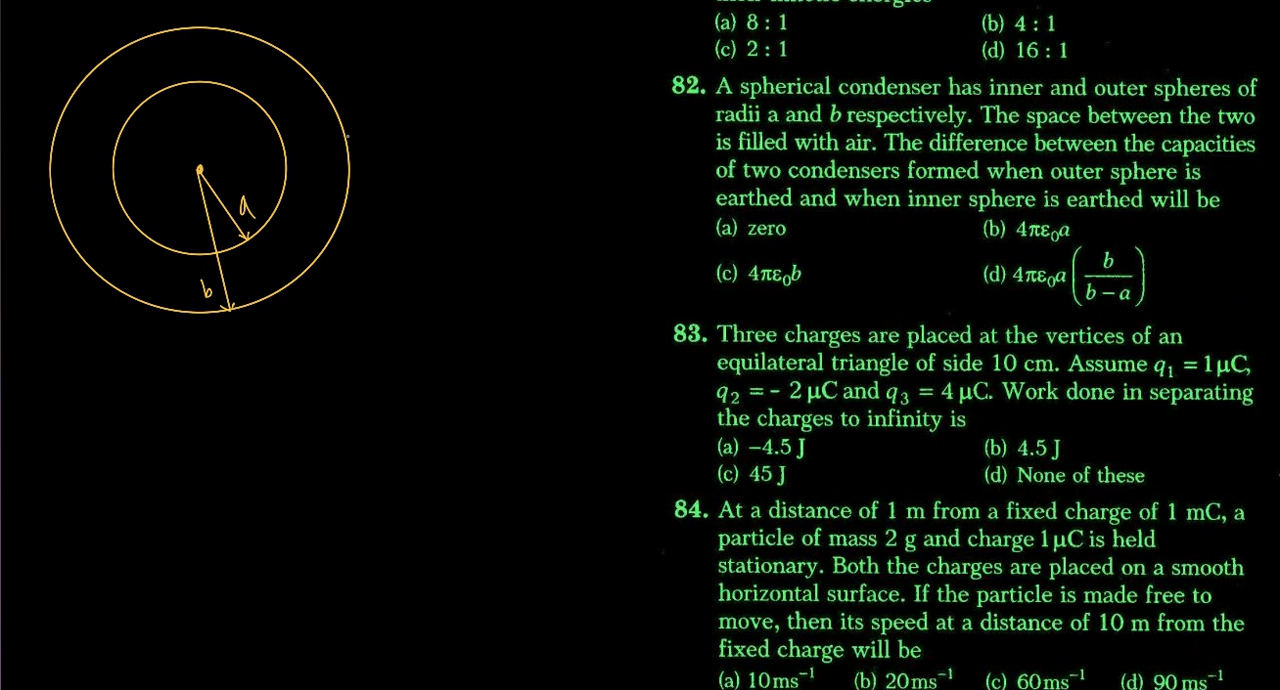 a
b
(a) 8 : 1 (b) 4 : 1
(c) 2 : 1 (d) 16 : 1
82. A spherical condenser has inner and outer spheres of
radii a and b respectively. The space between the two
is filled with air. The difference between the capacities
of two condensers formed when outer sphere is
earthed and when inner sphere is earthed will be
(a) zero (b) 4πε₀a
(c) 4πε₀b (d) 4πε₀a (b / b − a)
83. Three charges are placed at the vertices of an
equilateral triangle of side 10 cm. Assume q₁ = 1 μC,
q₂ = - 2 μC and q₃ = 4 μC. Work done in separating
the charges to infinity is
(a) −4.5 J (b) 4.5 J
(c) 45 J (d) None of these
84. At a distance of 1 m from a fixed charge of 1 mC, a
particle of mass 2 g and charge 1 μC is held
stationary. Both the charges are placed on a smooth
horizontal surface. If the particle is made free to
move, then its speed at a distance of 10 m from the
fixed charge will be
(a) 10 ms⁻¹ (b) 20 ms⁻¹ (c) 60 ms⁻¹ (d) 90 ms⁻¹